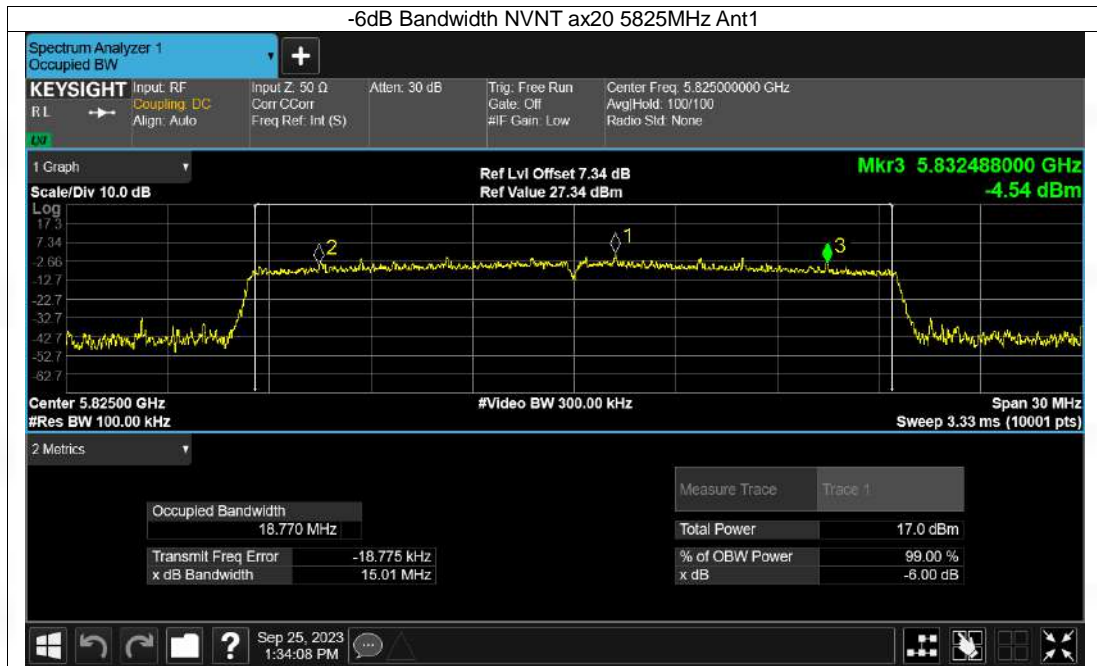 -6dB Bandwidth NVNT ax20 5825MHz Ant1
Spectrum Analyzer 1
Occupied BW
+
KEYSIGHT Input: RF Input Z: 50 Ω Atten: 30 dB Trig: Free Run Center Freq: 5.825000000 GHz
RL Coupling: DC Corr CCorr Gate: Off Avg|Hold: 100/100
Align: Auto Freq Ref: Int (S) #IF Gain: Low Radio Std: None
LXI
1 Graph Ref Lvl Offset 7.34 dB Mkr3 5.832488000 GHz
Scale/Div 10.0 dB Ref Value 27.34 dBm -4.54 dBm
Log
17.3
7.34
-2.66
-12.7
-22.7
-32.7
-42.7
-52.7
-62.7
2
1
3
Center 5.82500 GHz #Video BW 300.00 kHz Span 30 MHz
#Res BW 100.00 kHz Sweep 3.33 ms (10001 pts)
2 Metrics
Measure Trace Trace 1
Occupied Bandwidth
18.770 MHz Total Power 17.0 dBm
Transmit Freq Error -18.775 kHz % of OBW Power 99.00 %
x dB Bandwidth 15.01 MHz x dB -6.00 dB
? Sep 25, 2023
1:34:08 PM